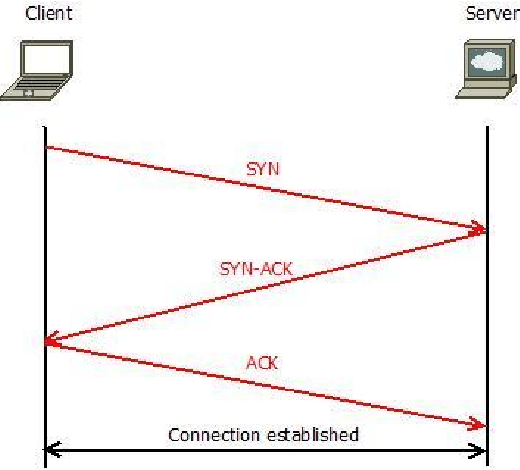 Client
Server
SYN
SYN-ACK
ACK
Connection established